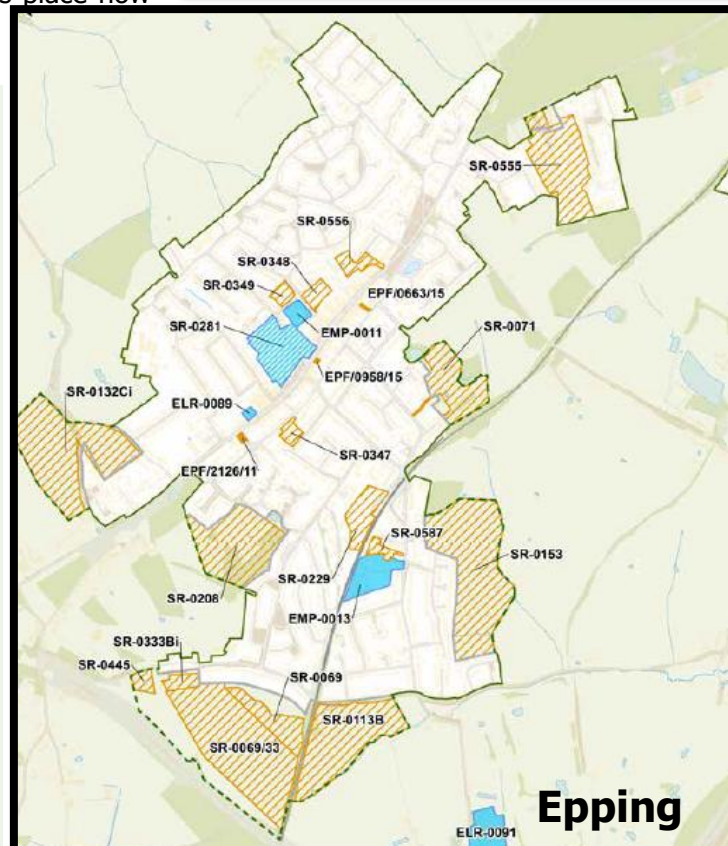 s place now
SR-0555
SR-0556
SR-0348
SR-0349
EPF/0663/15
SR-0071
EMP-0011
SR-0281
EPF/0958/15
SR-0132Ci
ELR-0089
SR-0347
EPF/2126/11
SR-0587
SR-0153
SR-0229
SR-0208
EMP-0013
SR-0333Bi
SR-0445
SR-0069
SR-0113B
SR-0069/33
Epping
ELR-0091